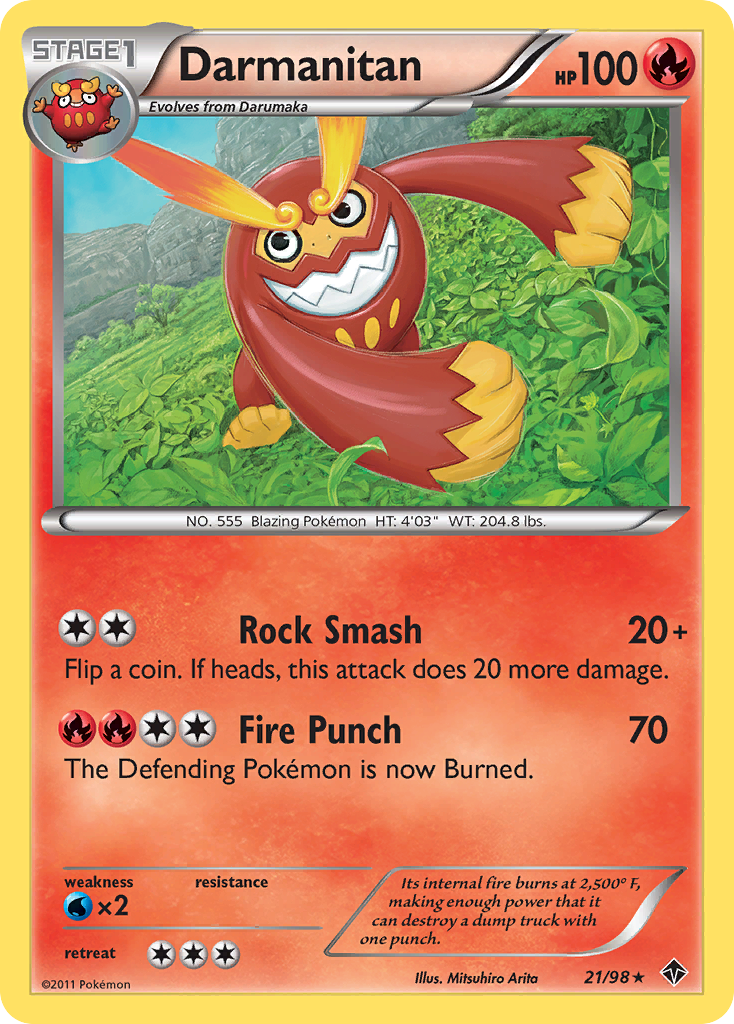 STAGE1
Darmanitan
HP100
Evolves from Darumaka
NO. 555 Blazing Pokémon HT: 4'03" WT: 204.8 lbs.
Rock Smash 20+
Flip a coin. If heads, this attack does 20 more damage.
Fire Punch 70
The Defending Pokémon is now Burned.
weakness resistance
×2
retreat
Its internal fire burns at 2,500º F,
making enough power that it
can destroy a dump truck with
one punch.
©2011 Pokémon
Illus. Mitsuhiro Arita
21/98 ★